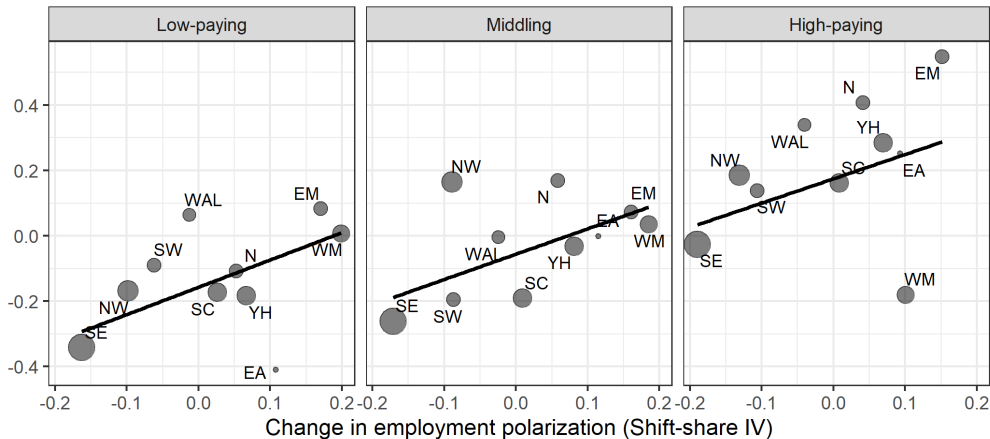 Low-paying Middling High-paying
EM
N
0.4
WAL YH
0.2 NW NW SC EA
WAL EM N EM SW
0.0 EA
SW N WM WAL YH WM SE
-0.2 NW SC YH SE SC WM
SE SW
-0.4 EA
-0.2 -0.1 0.0 0.1 0.2 -0.2 -0.1 0.0 0.1 0.2 -0.2 -0.1 0.0 0.1 0.2
Change in employment polarization (Shift-share IV)